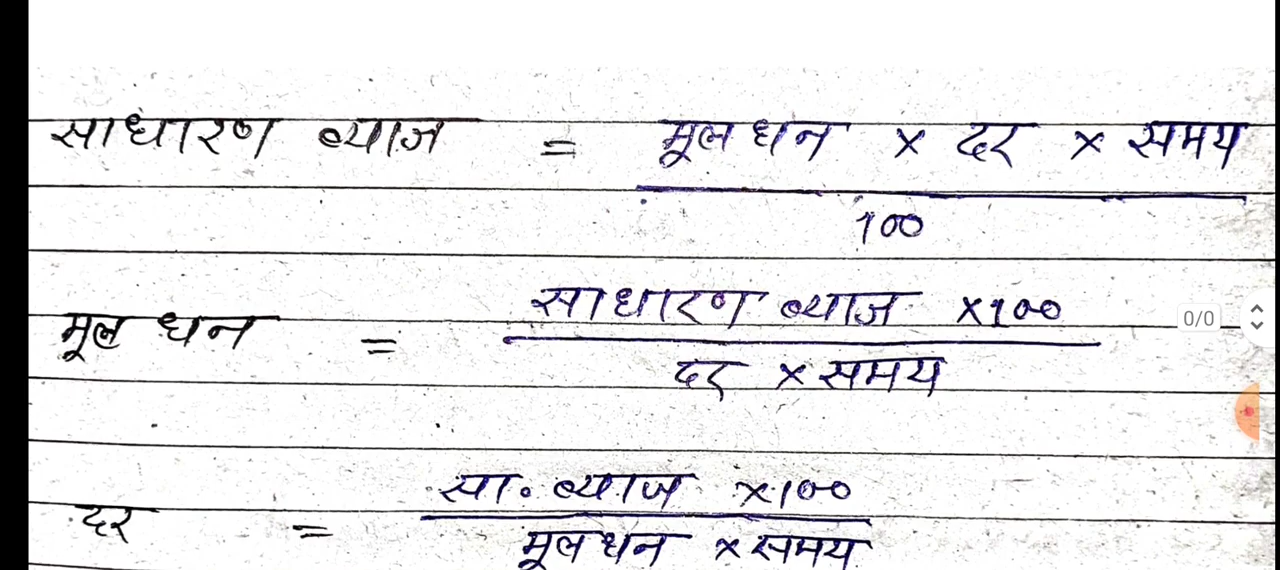 साधारण ब्याज = मूलधन × दर × समय
100
साधारण ब्याज ×100
मूल धन =
दर × समय
0/0
सा. ब्याज ×100
दर =
मूलधन × समय